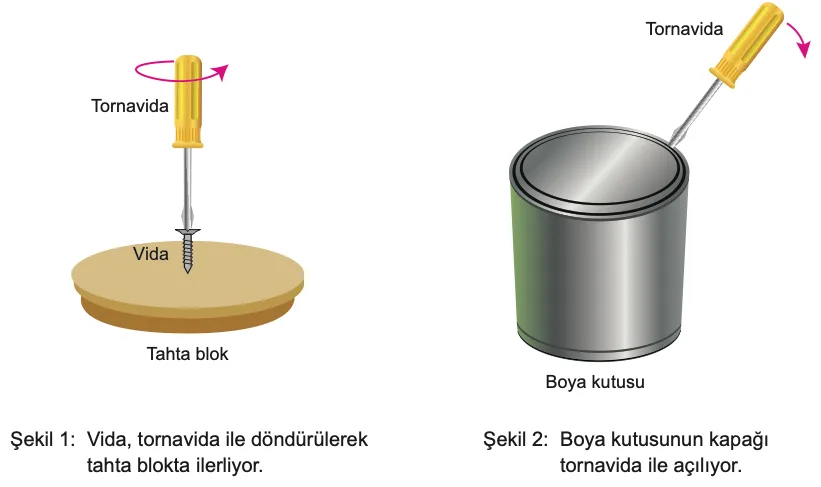 Tornavida
Vida
Tahta blok
Şekil 1: Vida, tornavida ile döndürülerek
tahta blokta ilerliyor.
Tornavida
Boya kutusu
Şekil 2: Boya kutusunun kapağı
tornavida ile açılıyor.